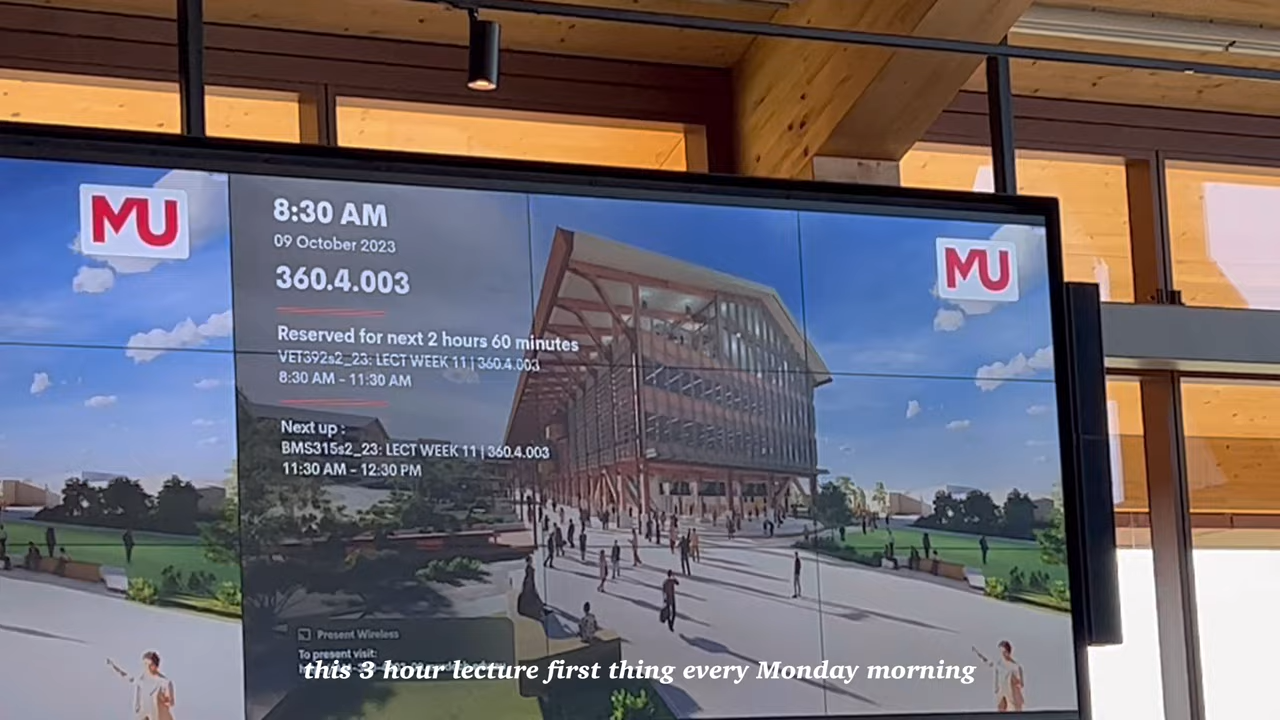 MU
8:30 AM
09 October 2023
360.4.003
Reserved for next 2 hours 60 minutes
VET392s2_23: LECT WEEK 11 | 360.4.003
8:30 AM - 11:30 AM
Next up :
BMS315s2_23: LECT WEEK 11 | 360.4.003
11:30 AM - 12:30 PM
MU
Present Wireless
To present visit:
this 3 hour lecture first thing every Monday morning